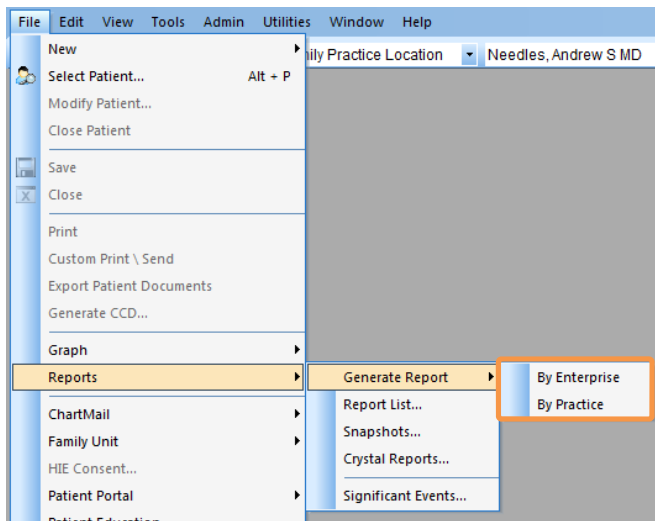 File Edit View Tools Admin Utilities Window Help
New
ily Practice Location Needles, Andrew S MD
Select Patient... Alt + P
Modify Patient...
Close Patient
Save
Close
Print
Custom Print \ Send
Export Patient Documents
Generate CCD...
Graph
Reports Generate Report By Enterprise
Report List... By Practice
ChartMail
Snapshots...
Family Unit
Crystal Reports...
HIE Consent...
Patient Portal Significant Events...
Patient Education